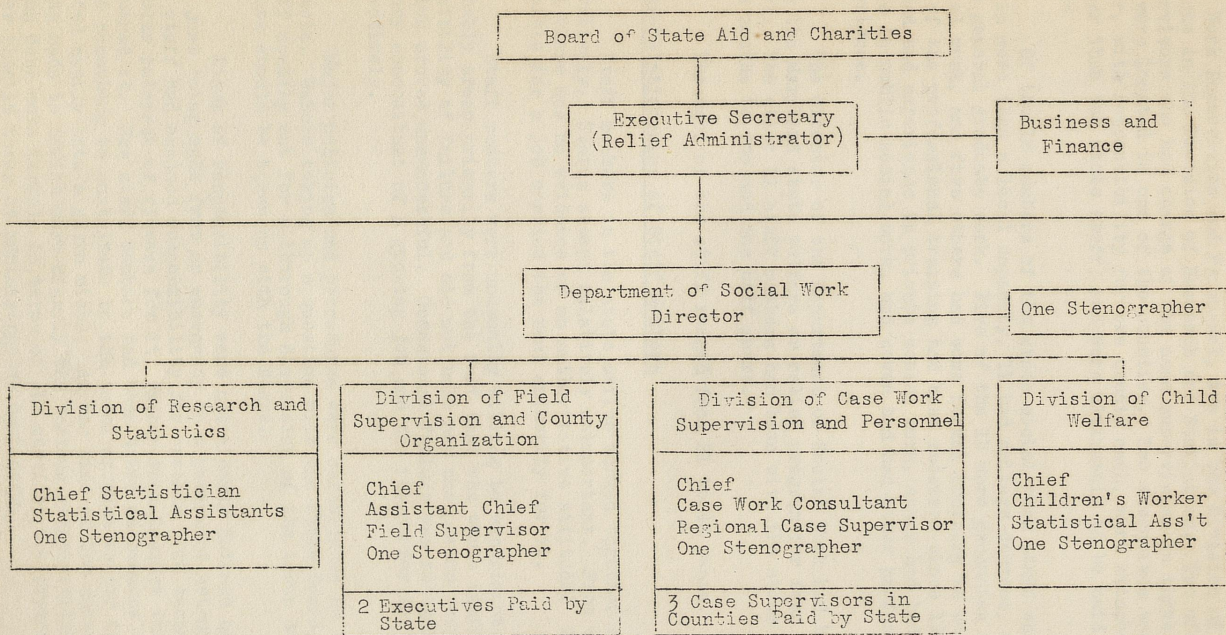 Board of State Aid and Charities
Executive Secretary
(Relief Administrator)
Business and
Finance
Department of Social Work
Director
One Stenographer
Division of Research and
Statistics
Chief Statistician
Statistical Assistants
One Stenographer
Division of Field
Supervision and County
Organization
Chief
Assistant Chief
Field Supervisor
One Stenographer
2 Executives Paid by
State
Division of Case Work
Supervision and Personnel
Chief
Case Work Consultant
Regional Case Supervisor
One Stenographer
3 Case Supervisors in
Counties Paid by State
Division of Child
Welfare
Chief
Children's Worker
Statistical Ass't
One Stenographer